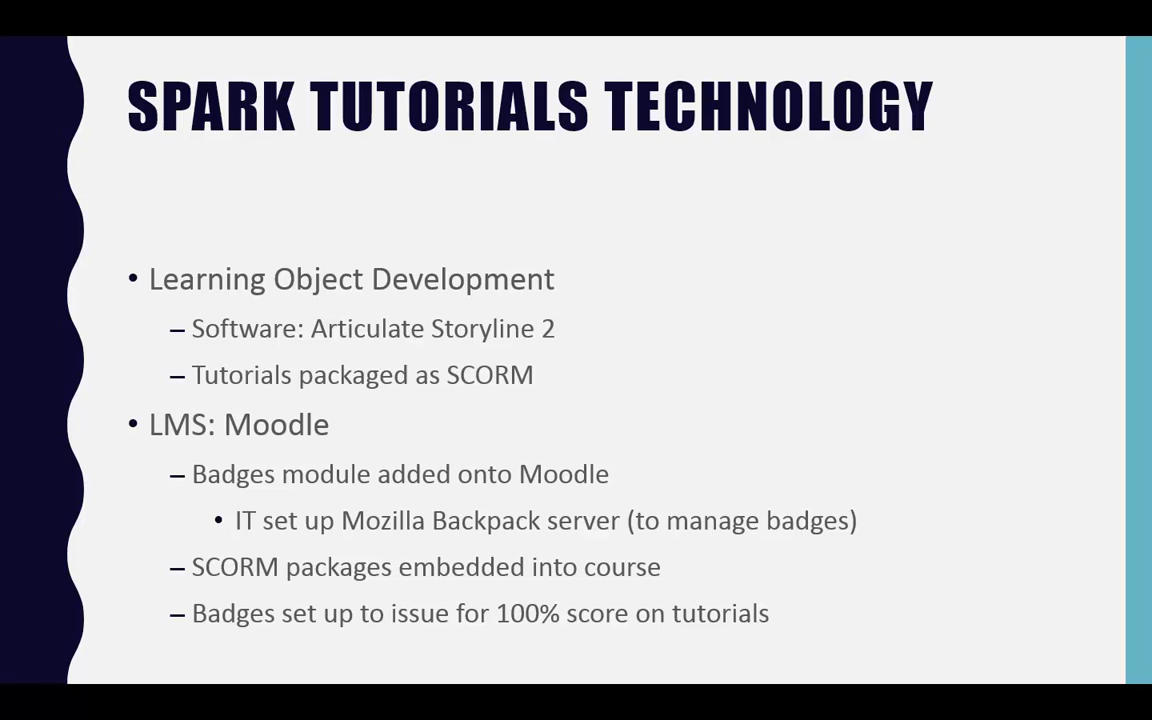 SPARK TUTORIALS TECHNOLOGY
• Learning Object Development
– Software: Articulate Storyline 2
– Tutorials packaged as SCORM
• LMS: Moodle
– Badges module added onto Moodle
• IT set up Mozilla Backpack server (to manage badges)
– SCORM packages embedded into course
– Badges set up to issue for 100% score on tutorials